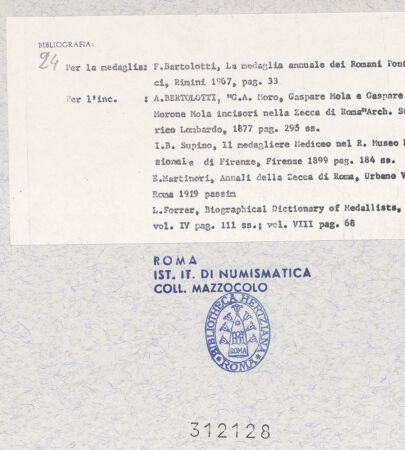 BIBLIOGRAFIA:
24
Per la medaglia: F.Bartolotti, La medaglia annuale dei Romani Pont
ci, Rimini 1967, pag. 33
Per l'inc. : A.BERTOLOTTI, "G.A. Moro, Gaspare Mola e Gaspare
Morone Mola incisori nella Zecca di Roma"Arch. St
rico Lombardo, 1877 pag. 295 ss.
I.B. Supino, Il medagliere Mediceo nel R. Museo
sionale di Firenze, Firenze 1899 pag. 184 ss.
E.Martinori, Annali della Zecca di Roma, Urbano V
Roma 1919 passim
L.Forrer, Biographical Dictionary of Medallists,
vol. IV pag. 111 ss.; vol. VIII pag. 68
ROMA
IST. IT. DI NUMISMATICA
COLL. MAZZOCOLO
BIBLIOTHECA HERTZIANA
ROMA
ROMA
312128